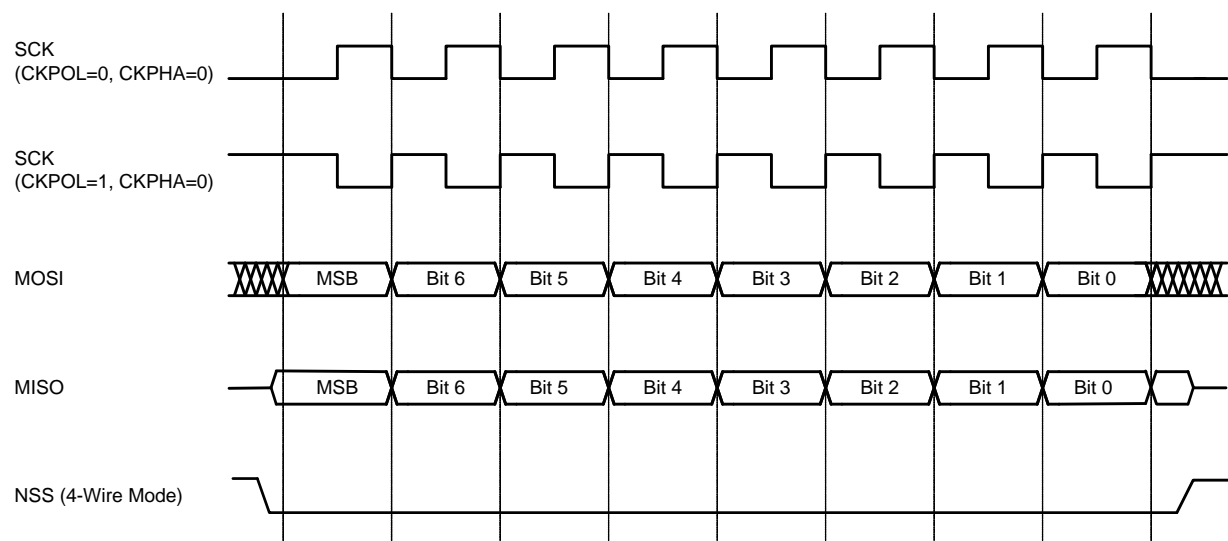 SCK
(CKPOL=0, CKPHA=0)
SCK
(CKPOL=1, CKPHA=0)
MOSI
MSB Bit 6 Bit 5 Bit 4 Bit 3 Bit 2 Bit 1 Bit 0
MISO
MSB Bit 6 Bit 5 Bit 4 Bit 3 Bit 2 Bit 1 Bit 0
NSS (4-Wire Mode)